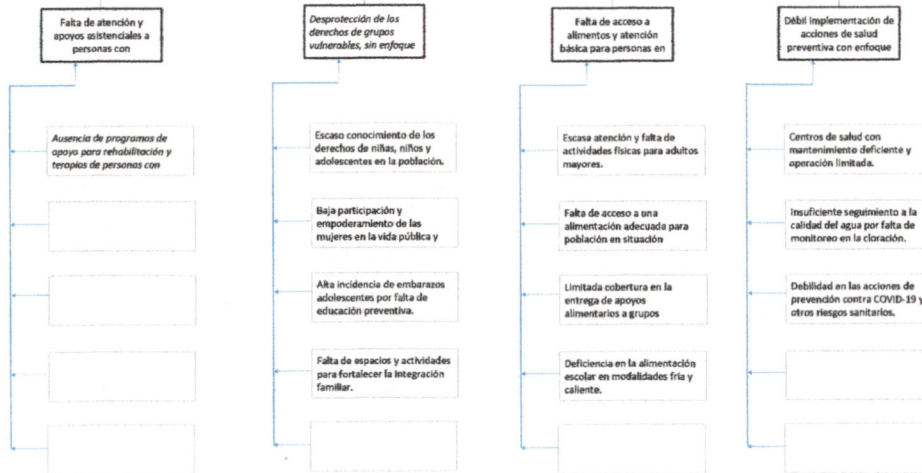 Falta de atención y
apoyos asistenciales a
personas con
Ausencia de programas de
apoyo para rehabilitación y
terapias de personas con
Desprotección de los
derechos de grupos
vulnerables, sin enfoque
Escaso conocimiento de los
derechos de niñas, niños y
adolescentes en la población.
Baja participación y
empoderamiento de las
mujeres en la vida pública y
Alta incidencia de embarazos
adolescentes por falta de
educación preventiva.
Falta de espacios y actividades
para fortalecer la integración
familiar.
Falta de acceso a
alimentos y atención
básica para personas en
Escasa atención y falta de
actividades físicas para adultos
mayores.
Falta de acceso a una
alimentación adecuada para
población en situación
Limitada cobertura en la
entrega de apoyos
alimentarios a grupos
Deficiencia en la alimentación
escolar en modalidades fría y
caliente.
Débil implementación de
acciones de salud
preventiva con enfoque
Centros de salud con
mantenimiento deficiente y
operación limitada.
Insuficiente seguimiento a la
calidad del agua por falta de
monitoreo en la cloración.
Debilidad en las acciones de
prevención contra COVID-19 y
otros riesgos sanitarios.